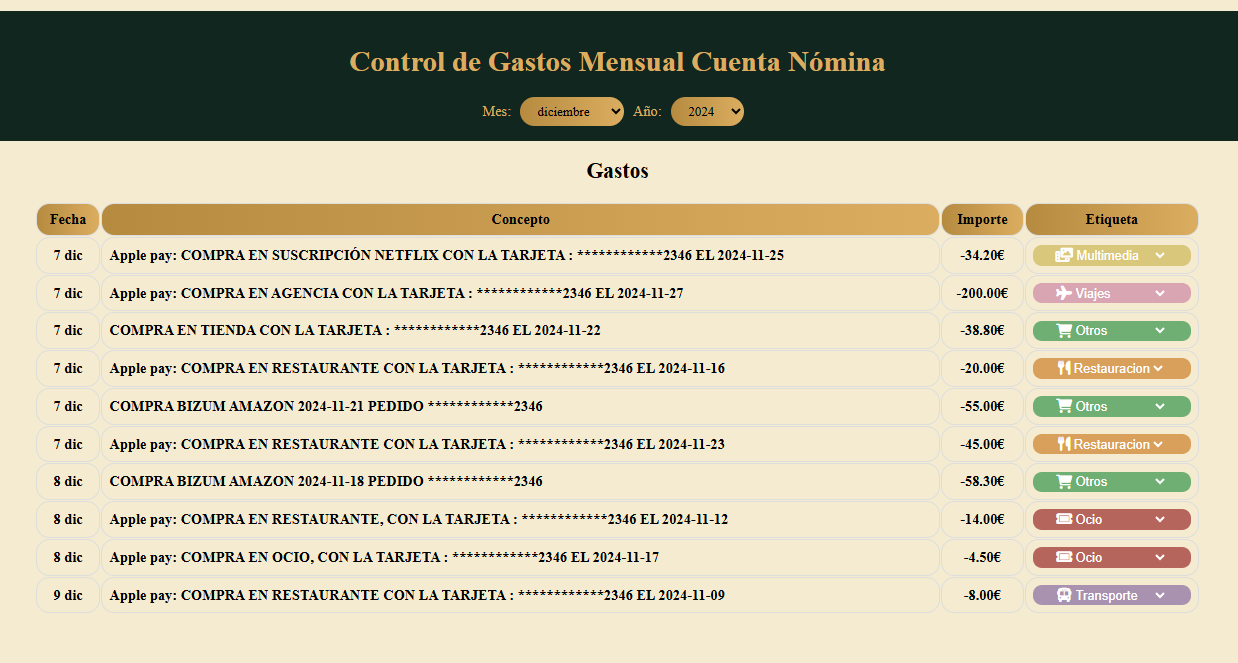 Control de Gastos Mensual Cuenta Nómina
Mes: diciembre Año: 2024
Gastos
Fecha Concepto Importe Etiqueta
7 dic Apple pay: COMPRA EN SUSCRIPCIÓN NETFLIX CON LA TARJETA : ************2346 EL 2024-11-25 -34.20€ Multimedia
7 dic Apple pay: COMPRA EN AGENCIA CON LA TARJETA : ************2346 EL 2024-11-27 -200.00€ Viajes
7 dic COMPRA EN TIENDA CON LA TARJETA : ************2346 EL 2024-11-22 -38.80€ Otros
7 dic Apple pay: COMPRA EN RESTAURANTE CON LA TARJETA : ************2346 EL 2024-11-16 -20.00€ Restauracion
7 dic COMPRA BIZUM AMAZON 2024-11-21 PEDIDO ************2346 -55.00€ Otros
7 dic Apple pay: COMPRA EN RESTAURANTE CON LA TARJETA : ************2346 EL 2024-11-23 -45.00€ Restauracion
8 dic COMPRA BIZUM AMAZON 2024-11-18 PEDIDO ************2346 -58.30€ Otros
8 dic Apple pay: COMPRA EN RESTAURANTE, CON LA TARJETA : ************2346 EL 2024-11-12 -14.00€ Ocio
8 dic Apple pay: COMPRA EN OCIO, CON LA TARJETA : ************2346 EL 2024-11-17 -4.50€ Ocio
9 dic Apple pay: COMPRA EN RESTAURANTE CON LA TARJETA : ************2346 EL 2024-11-09 -8.00€ Transporte